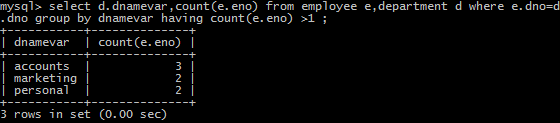 mysql> select d.dnamevar,count(e.eno) from employee e,department d where e.dno=d
.dno group by dnamevar having count(e.eno) >1 ;
+-----------+--------------+
| dnamevar  | count(e.eno) |
+-----------+--------------+
| accounts  |            3 |
| marketing |            2 |
| personal  |            2 |
+-----------+--------------+
3 rows in set (0.00 sec)